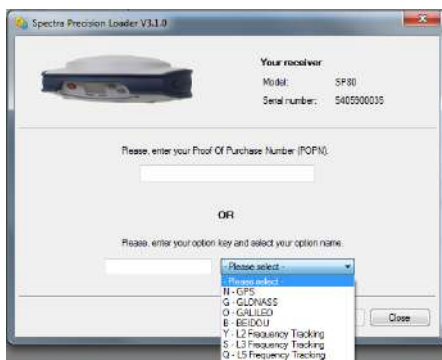 Spectra Precision Loader V3.1.0
Your receiver
Model: SP80
Serial number: 5405900035
Please, enter your Proof Of Purchase Number (POPN).
OR
Please, enter your option key and select your option name.
- Please select -
- Please select -
N - GPS
G - GLONASS
O - GALILEO
B - BEIDOU
Y - L2 Frequency Tracking
S - L3 Frequency Tracking
Q - L5 Frequency Tracking
Close